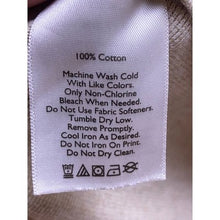 100% Cotton
Machine Wash Cold
With Like Colors.
Only Non-Chlorine
Bleach When Needed.
Do Not Use Fabric Softeners.
Tumble Dry Low.
Remove Promptly.
Cool Iron As Desired.
Do Not Iron On Print.
Do Not Dry Clean.